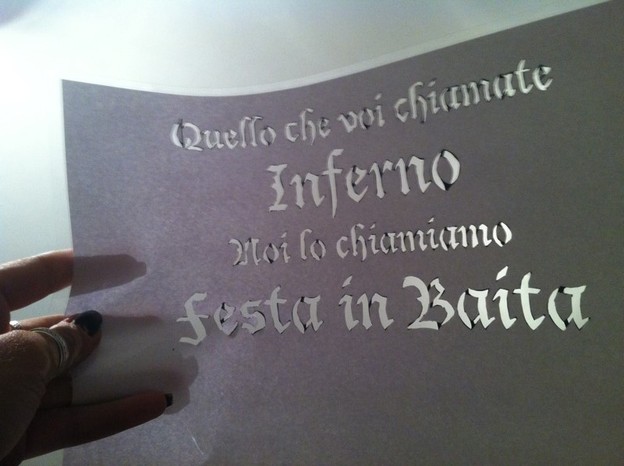 Quello che voi chiamate
Inferno
Noi lo chiamiamo
Festa in Baita